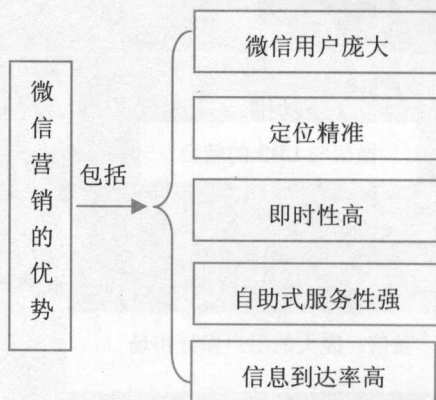 微信营销的优势
包括
微信用户庞大
定位精准
即时性高
自助式服务性强
信息到达率高